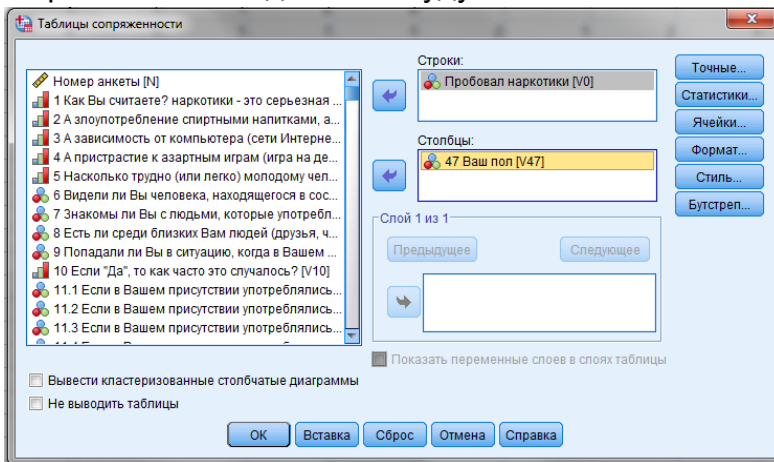 Таблицы сопряженности
Номер анкеты [N]
1 Как Вы считаете? наркотики - это серьезная ...
2 А злоупотребление спиртными напитками, а...
3 А зависимость от компьютера (сети Интерне...
4 А пристрастие к азартным играм (игра на де...
5 Насколько трудно (или легко) молодому чел...
6 Видели ли Вы человека, находящегося в сос...
7 Знакомы ли Вы с людьми, которые употребл...
8 Есть ли среди близких Вам людей (друзья, ч...
9 Попадали ли Вы в ситуацию, когда в Вашем ...
10 Если "Да", то как часто это случалось? [V10]
11.1 Если в Вашем присутствии употреблялись...
11.2 Если в Вашем присутствии употреблялись...
11.3 Если в Вашем присутствии употреблялись...
Строки:
Пробовал наркотики [V0]
Столбцы:
47 Ваш пол [V47]
Слой 1 из 1
Предыдущее
Следующее
Показать переменные слоев в слоях таблицы
Точные...
Статистики...
Ячейки...
Формат...
Стиль...
Бутстреп...
Вывести кластеризованные столбчатые диаграммы
Не выводить таблицы
ОК
Вставка
Сброс
Отмена
Справка